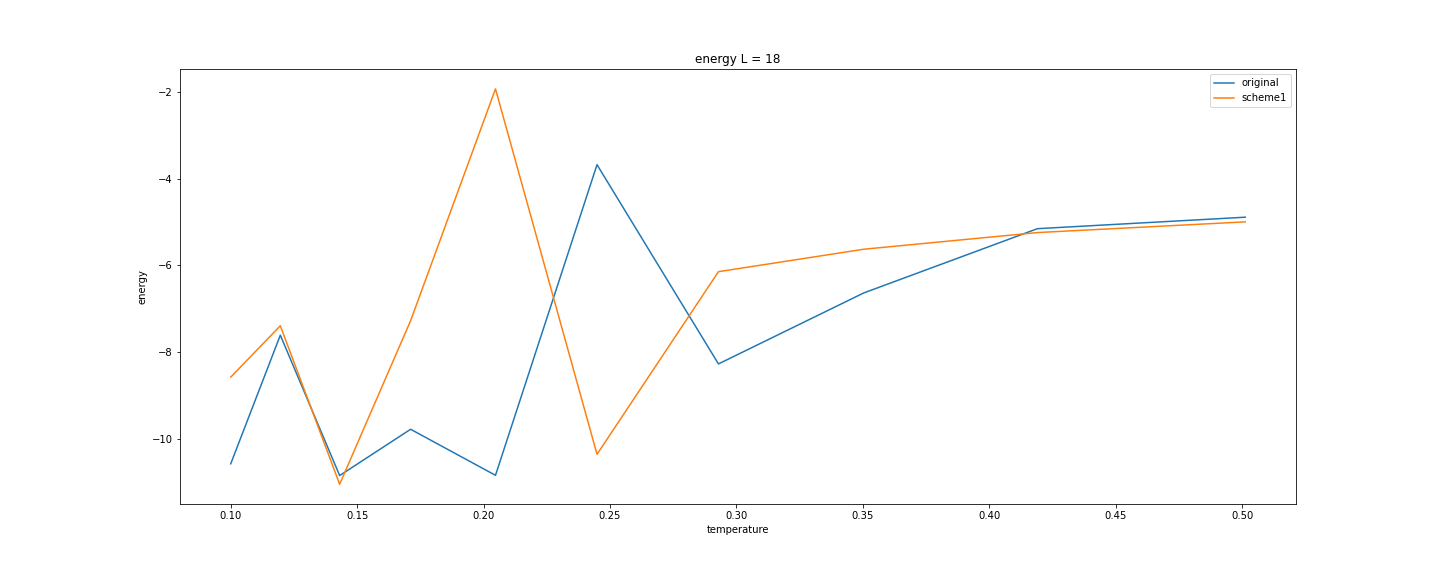 energy L = 18
original
scheme1
energy
−2
−4
−6
−8
−10
0.10 0.15 0.20 0.25 0.30 0.35 0.40 0.45 0.50
temperature